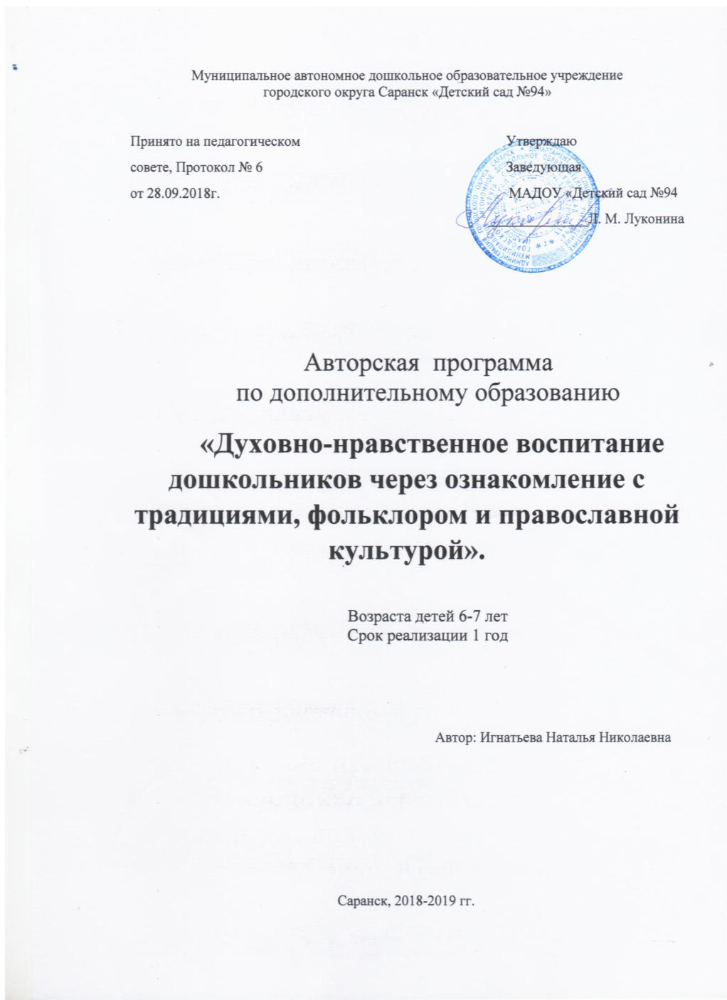 Муниципальное автономное дошкольное образовательное учреждение
городского округа Саранск «Детский сад №94»
Принято на педагогическом
совете, Протокол № 6
от 28.09.2018г.
Утверждаю
Заведующая
МАДОУ «Детский сад №94
Л. М. Луконина
Авторская программа
по дополнительному образованию
«Духовно-нравственное воспитание
дошкольников через ознакомление с
традициями, фольклором и православной
культурой».
Возраста детей 6-7 лет
Срок реализации 1 год
Автор: Игнатьева Наталья Николаевна
Саранск, 2018-2019 гг.